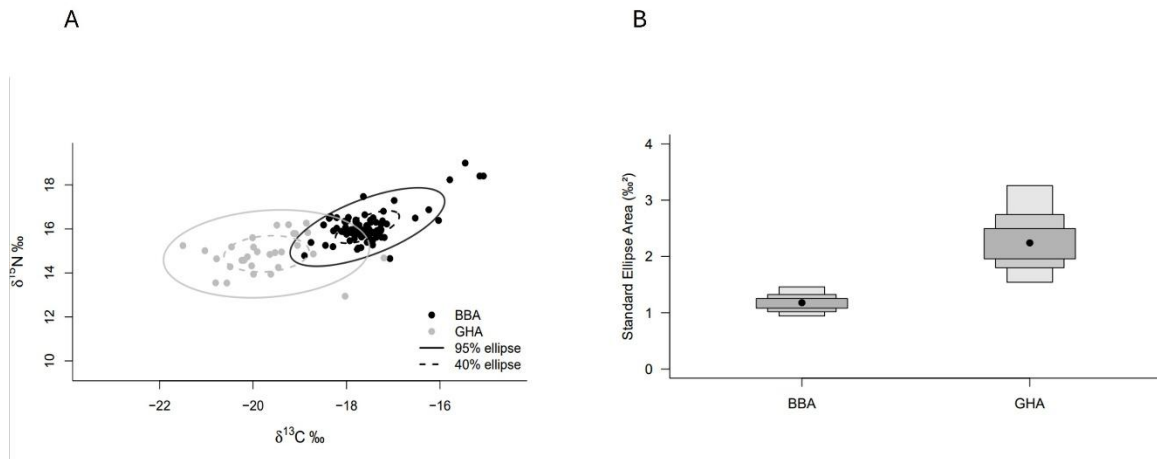 A
B
δ¹⁵N ‰
18
16
14
12
10
BBA
GHA
95% ellipse
40% ellipse
−22
−20
−18
−16
δ¹³C ‰
Standard Ellipse Area (‰²)
4
3
2
1
0
BBA
GHA